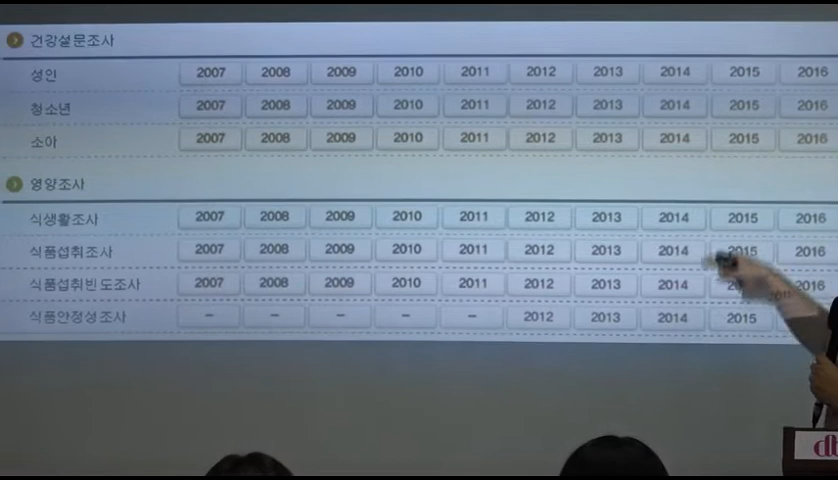 건강설문조사
성인 2007 2008 2009 2010 2011 2012 2013 2014 2015 2016
청소년 2007 2008 2009 2010 2011 2012 2013 2014 2015 2016
소아 2007 2008 2009 2010 2011 2012 2013 2014 2015 2016
영양조사
식생활조사 2007 2008 2009 2010 2011 2012 2013 2014 2015 2016
식품섭취조사 2007 2008 2009 2010 2011 2012 2013 2014 2015 2016
식품섭취빈도조사 2007 2008 2009 2010 2011 2012 2013 2014 2016
식품안정성조사 - - - - - 2012 2013 2014 2015